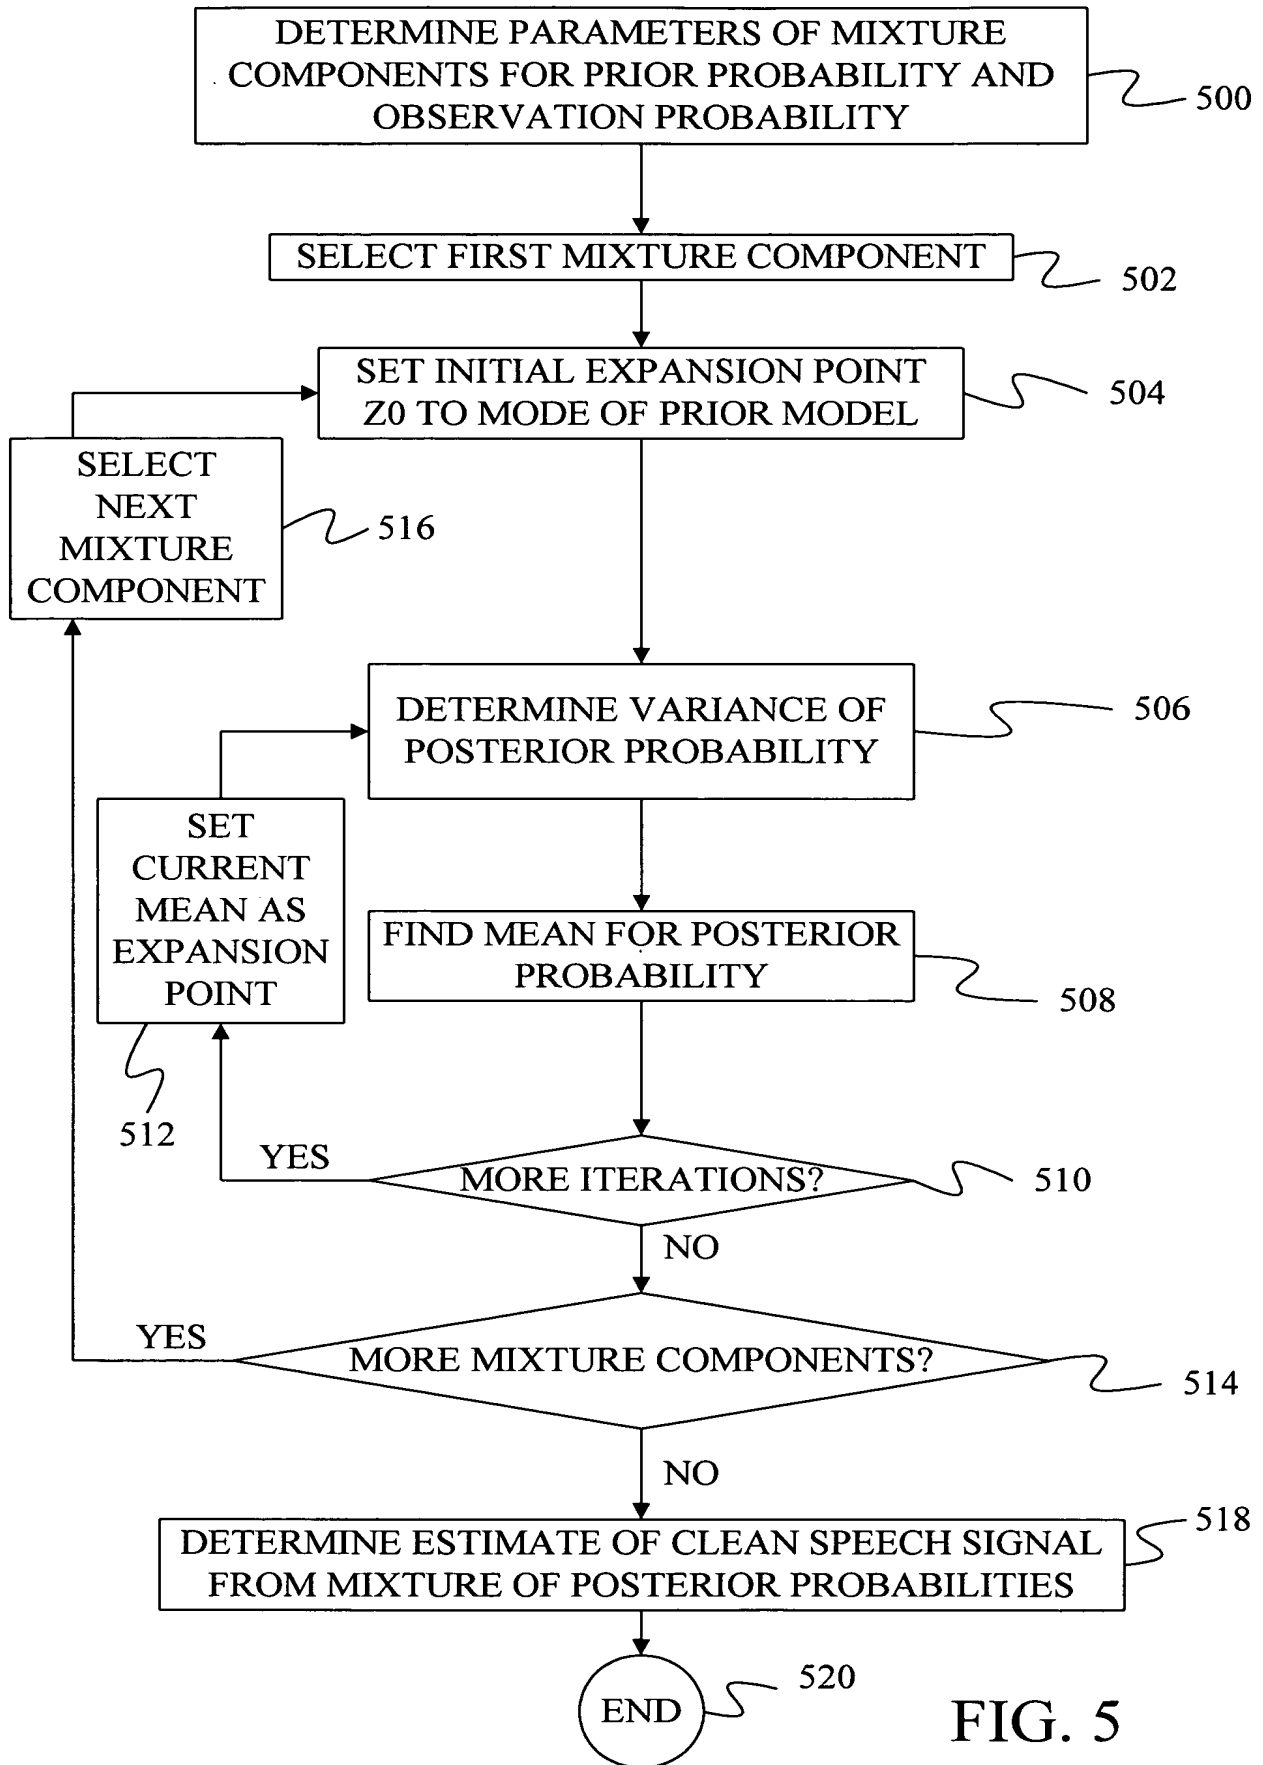 DETERMINE PARAMETERS OF MIXTURE
COMPONENTS FOR PRIOR PROBABILITY AND
OBSERVATION PROBABILITY
500
SELECT FIRST MIXTURE COMPONENT
502
SET INITIAL EXPANSION POINT
Z0 TO MODE OF PRIOR MODEL
504
SELECT
NEXT
MIXTURE
COMPONENT
516
DETERMINE VARIANCE OF
POSTERIOR PROBABILITY
506
SET
CURRENT
MEAN AS
EXPANSION
POINT
512
FIND MEAN FOR POSTERIOR
PROBABILITY
508
YES
MORE ITERATIONS?
510
NO
YES
MORE MIXTURE COMPONENTS?
514
NO
DETERMINE ESTIMATE OF CLEAN SPEECH SIGNAL
FROM MIXTURE OF POSTERIOR PROBABILITIES
518
END
520
FIG. 5